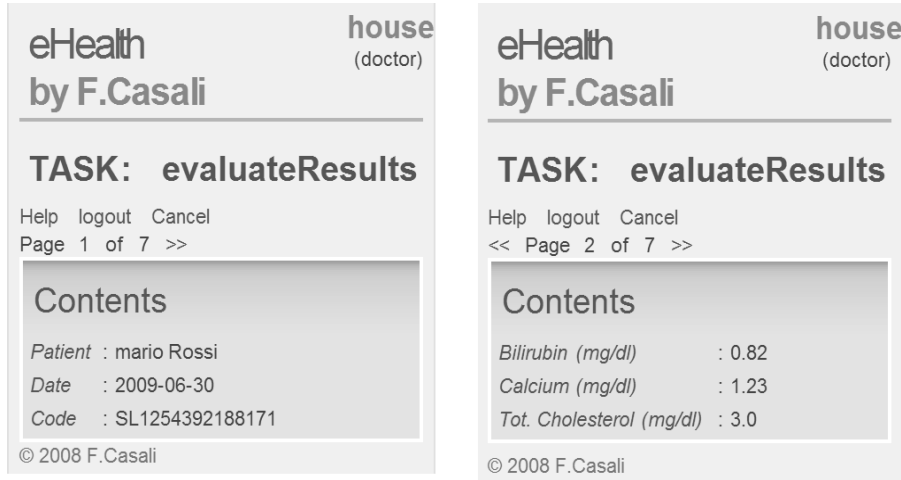 eHealth
house
(doctor)
by F.Casali
TASK: evaluateResults
Help logout Cancel
Page 1 of 7 >>
Contents
Patient : mario Rossi
Date : 2009-06-30
Code : SL1254392188171
© 2008 F.Casali
eHealth
house
(doctor)
by F.Casali
TASK: evaluateResults
Help logout Cancel
<< Page 2 of 7 >>
Contents
Bilirubin (mg/dl) : 0.82
Calcium (mg/dl) : 1.23
Tot. Cholesterol (mg/dl) : 3.0
© 2008 F.Casali